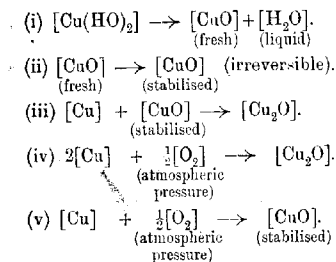 (i) [Cu(HO)₂] → [CuO] + [H₂O].
(fresh) (liquid)
(ii) [CuO] → [CuO] (irreversible).
(fresh) (stabilised)
(iii) [Cu] + [CuO] → [Cu₂O].
(stabilised)
(iv) 2[Cu] + ½[O₂] → [Cu₂O].
(atmospheric
pressure)
(v) [Cu] + ½[O₂] → [CuO].
(atmospheric (stabilised)
pressure)